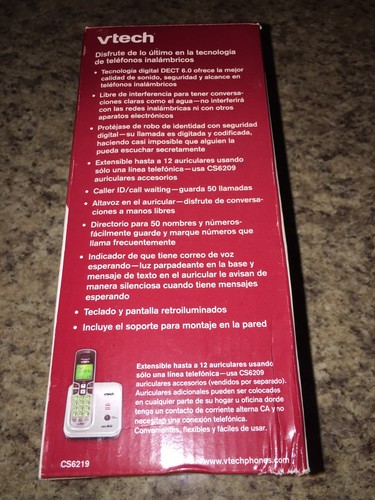 vtech
Disfrute de lo último en la tecnología
de teléfonos inalámbricos
• Tecnología digital DECT 6.0 ofrece la mejor
calidad de sonido, seguridad y alcance en
teléfonos inalámbricos
• Libre de interferencia para tener conversa-
ciones claras como el agua—no interferirá
con las redes inalámbricas ni con otros
aparatos electrónicos
• Protéjase de robo de identidad con seguridad
digital—su llamada es digitada y codificada,
haciendo casi imposible que alguien la
pueda escuchar secretamente
• Extensible hasta a 12 auriculares usando
sólo una línea telefónica—usa CS6209
auriculares accesorios
• Caller ID/call waiting—guarda 50 llamadas
• Altavoz en el auricular—disfrute de conversa-
ciones a manos libres
• Directorio para 50 nombres y números-
fácilmente guarde y marque números que
llama frecuentemente
• Indicador de que tiene correo de voz
esperando—luz parpadeante en la base y
mensaje de texto en el auricular le avisan de
manera silenciosa cuando tiene mensajes
esperando
• Teclado y pantalla retroiluminados
• Incluye el soporte para montaje en la pared
Extensible hasta a 12 auriculares usando
sólo una línea telefónica—usa CS6209
auriculares accesorios (vendidos por separado).
Auriculares adicionales pueden ser colocados
en cualquier parte de su hogar u oficina donde
tenga un contacto de corriente alterna CA y no
necesitan una conexión telefónica.
Convenientes, flexibles y fáciles de usar.
vtech
CS6219
www.vtechphones.com